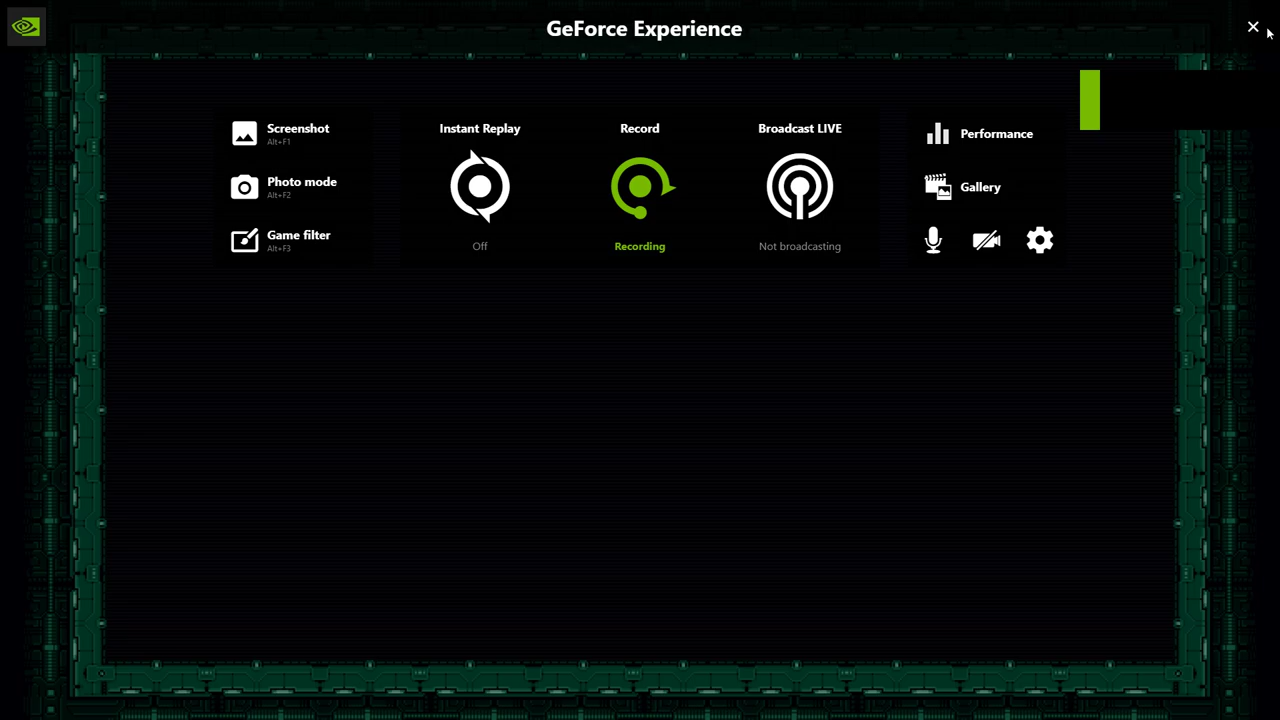 GeForce Experience
Screenshot
Alt+F1
Photo mode
Alt+F2
Game filter
Alt+F3
Instant Replay
Off
Record
Recording
Broadcast LIVE
Not broadcasting
Performance
Gallery